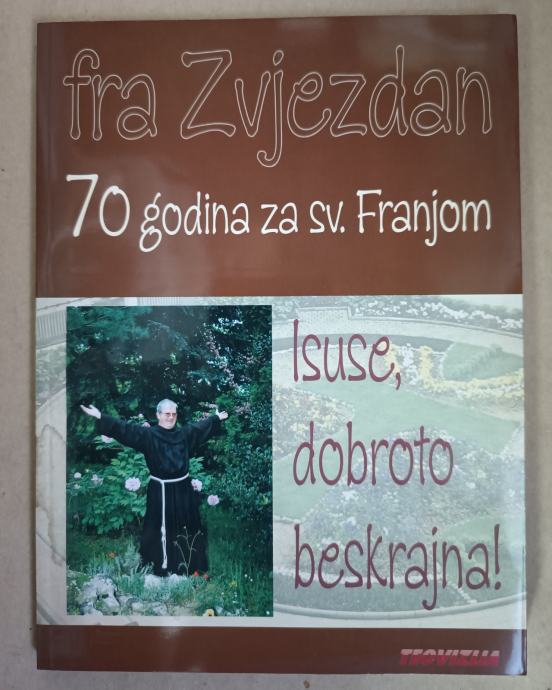 fra Zvjezdan
70 godina za sv. Franjom
Isuse,
dobroto
beskrajna!
TEOVIZIJA